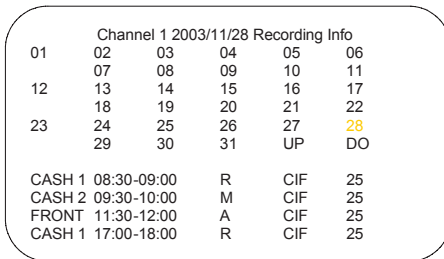 Channel 1 2003/11/28 Recording Info
01 02 03 04 05 06
07 08 09 10 11
12 13 14 15 16 17
18 19 20 21 22
23 24 25 26 27 28
29 30 31 UP DO
CASH 1 08:30-09:00 R CIF 25
CASH 2 09:30-10:00 M CIF 25
FRONT 11:30-12:00 A CIF 25
CASH 1 17:00-18:00 R CIF 25